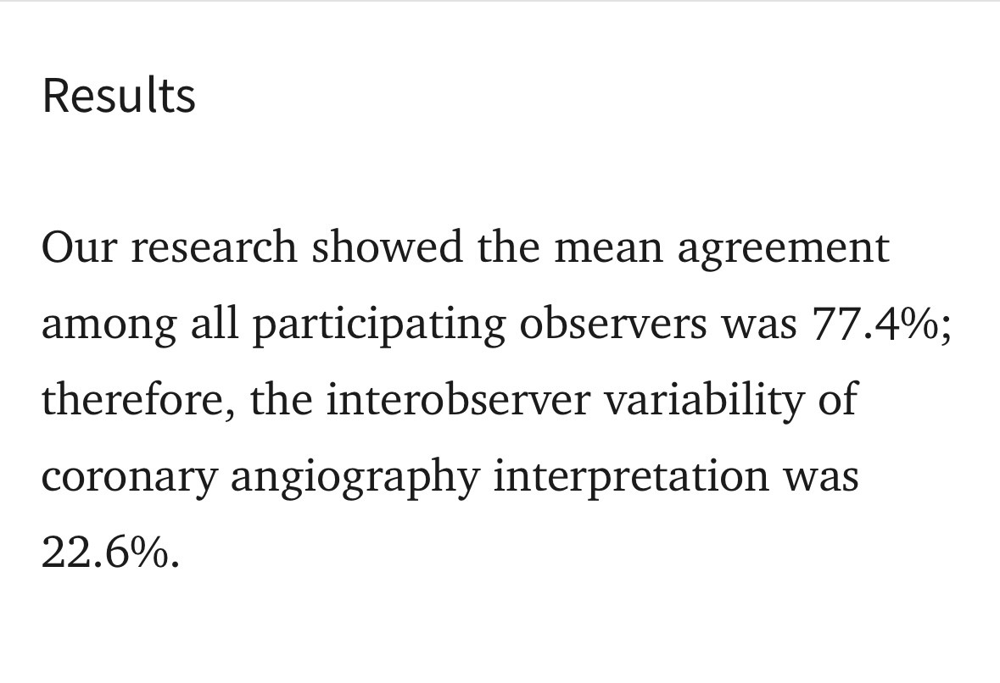 Results
Our research showed the mean agreement
among all participating observers was 77.4%;
therefore, the interobserver variability of
coronary angiography interpretation was
22.6%.